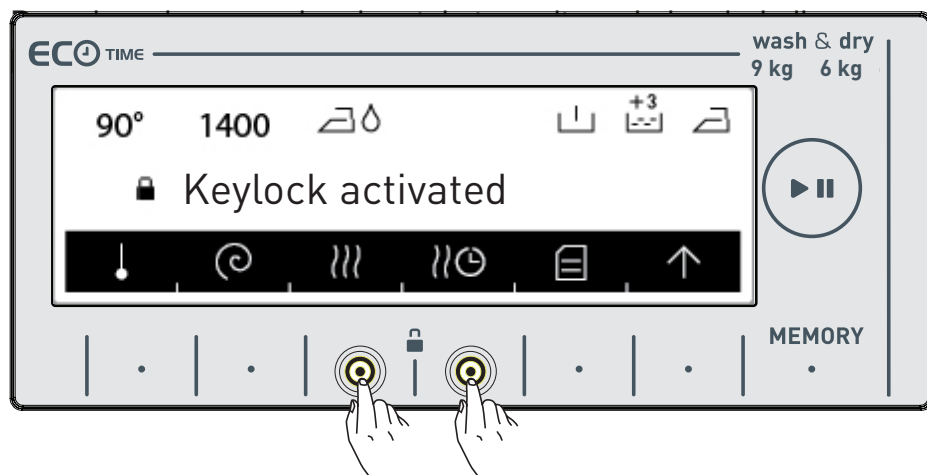 ECO TIME
wash & dry
9 kg 6 kg
90° 1400
+3
Keylock activated
MEMORY